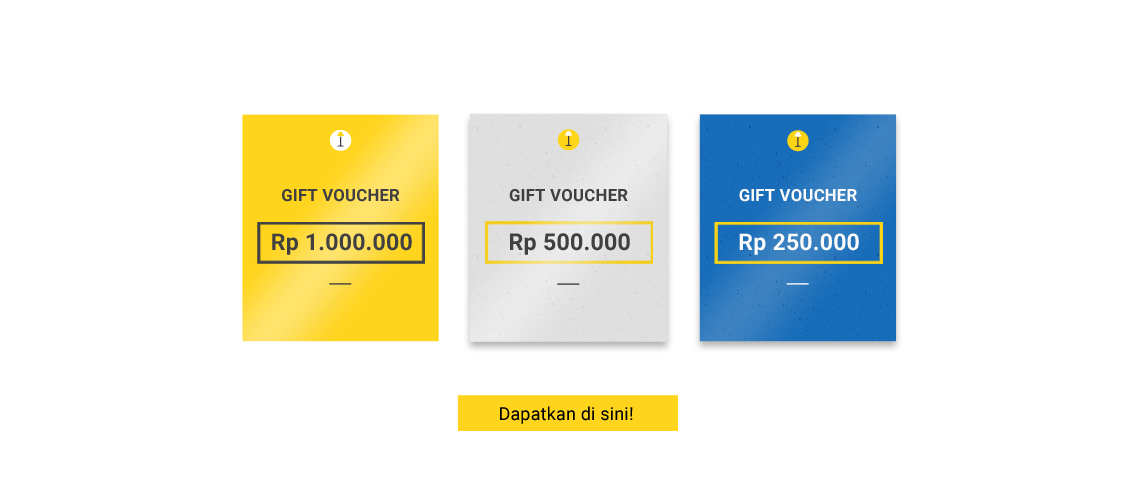 GIFT VOUCHER
Rp 1.000.000
GIFT VOUCHER
Rp 500.000
GIFT VOUCHER
Rp 250.000
Dapatkan di sini!